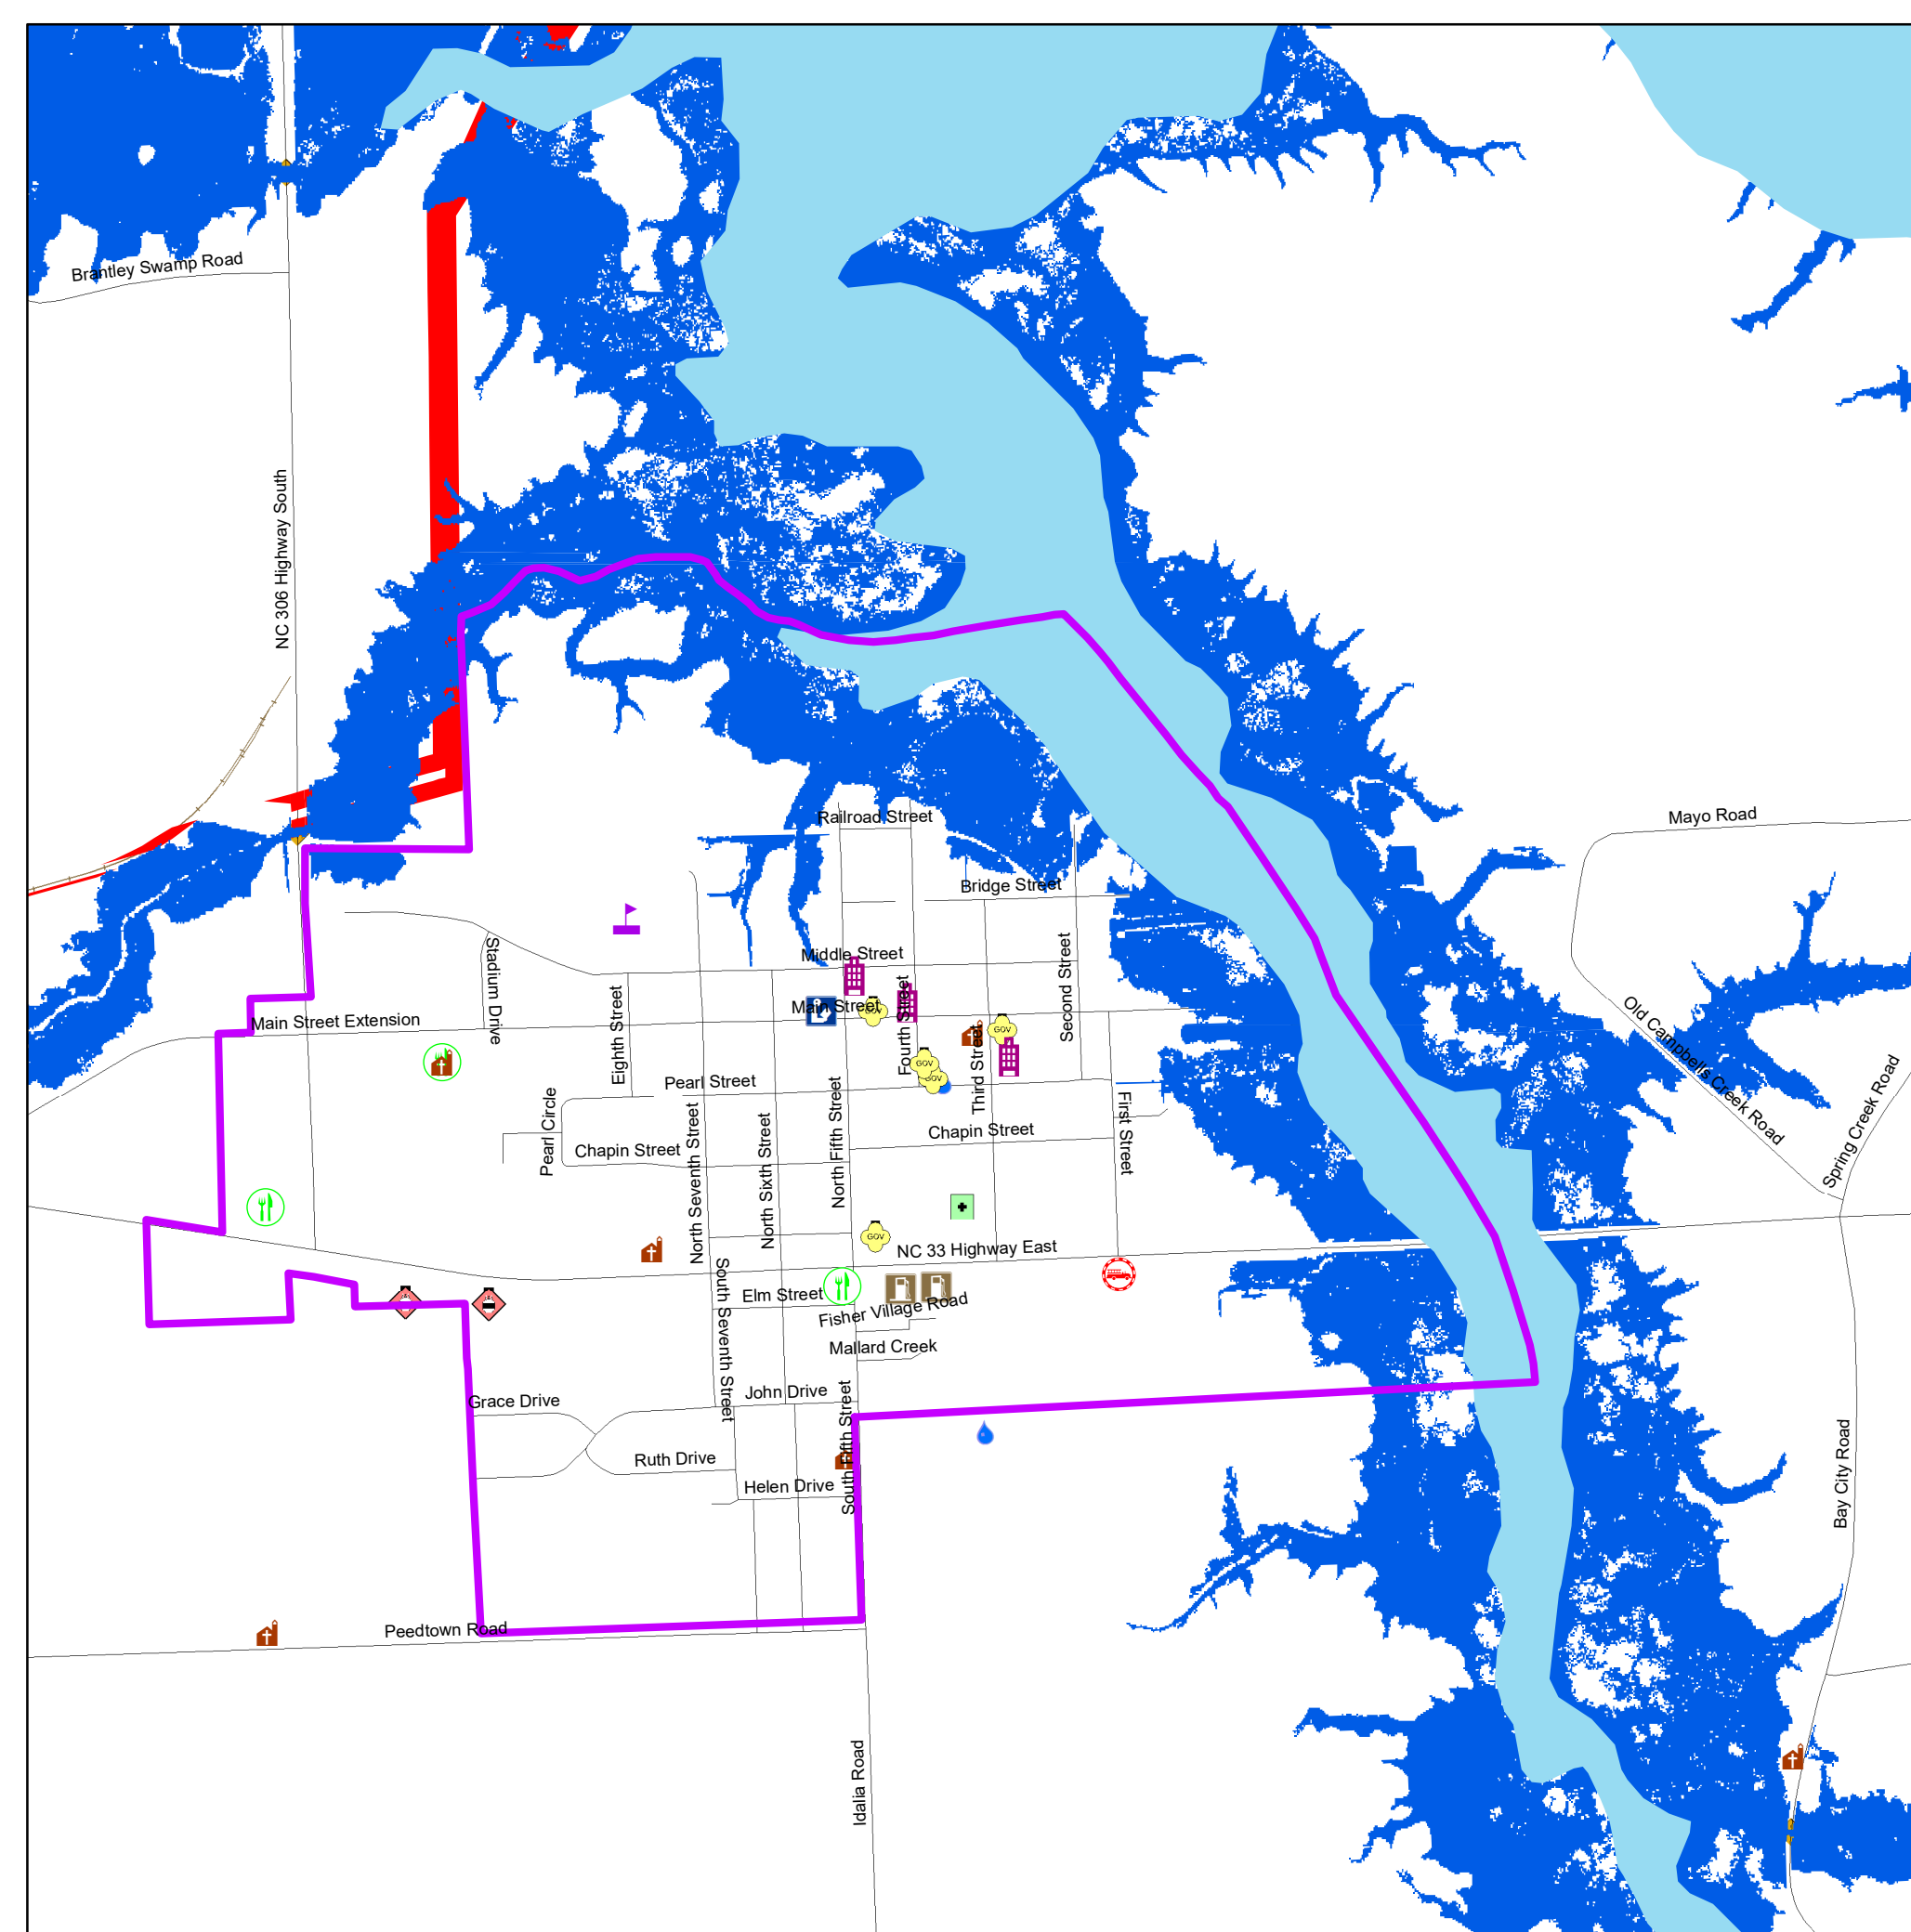 Brantley Swamp Road
NC 306 Highway South
Mayo Road
Railroad Street
Bridge Street
Middle Street
Stadium Drive
Second Street
Main Street
Fourth Street
Eighth Street
Main Street Extension
GOV
GOV
Old Campbells Creek Road
Third Street
GOV
GOV
Pearl Street
Spring Creek Road
Pearl Circle
North Fifth Street
First Street
North Seventh Street
North Sixth Street
Chapin Street
Chapin Street
GOV
NC 33 Highway East
South Seventh Street
Elm Street
Fisher Village Road
Mallard Creek
John Drive
Grace Drive
South Fifth Street
Ruth Drive
Helen Drive
Bay City Road
Peedtown Road
Idalia Road